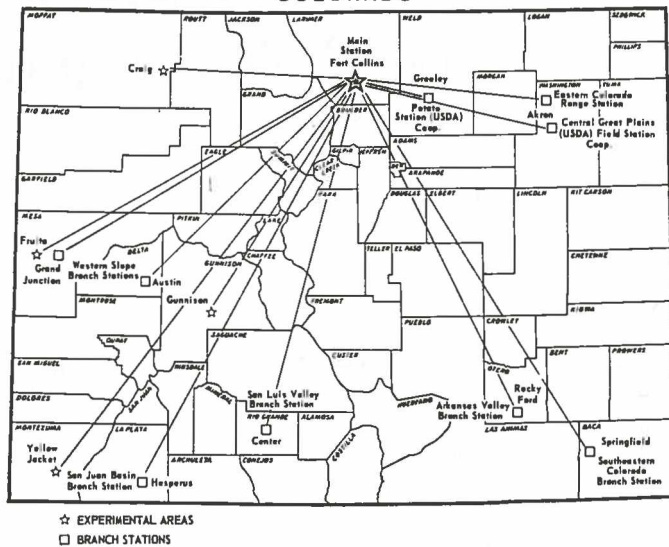 COLORADO
MOFFAT
ROUTT
JACKSON
LARIMER
WELD
LOGAN
SEDGWICK
PHILLIPS
Main
Station
Fort Collins
Craig
Greeley
MORGAN
WASHINGTON
YUMA
Eastern Colorado
Range Station
Akron
Potato
Station (USDA)
Coop.
Central Great Plains
(USDA) Field Station
Coop.
RIO BLANCO
GRAND
BOULDER
GILPIN
CLEAR
CREEK
ADAMS
ARAPAHOE
EAGLE
SUMMIT
GARFIELD
DOUGLAS
ELBERT
LINCOLN
KIT CARSON
MESA
PITKIN
LAKE
PARK
Fruita
Grand
Junction
Western Slope
Branch Stations
DELTA
Austin
GUNNISON
CHAFFEE
TELLER
EL PASO
CHEYENNE
Gunnison
MONTROSE
FREMONT
KIOWA
OURAY
SAGUACHE
PUEBLO
CROWLEY
SAN MIGUEL
HINSDALE
CUSTER
OTERO
BENT
PROWERS
DOLORES
SAN JUAN
MINERAL
San Luis Valley
Branch Station
HUERFANO
Rocky
Ford
Arkansas Valley
Branch Station
MONTEZUMA
LA PLATA
RIO GRANDE
ALAMOSA
Center
LAS ANIMAS
BACA
Yellow
Jacket
San Juan Basin
Branch Station
Hesperus
ARCHULETA
CONEJOS
COSTILLA
Springfield
Southeastern
Colorado
Branch Station
EXPERIMENTAL AREAS
BRANCH STATIONS